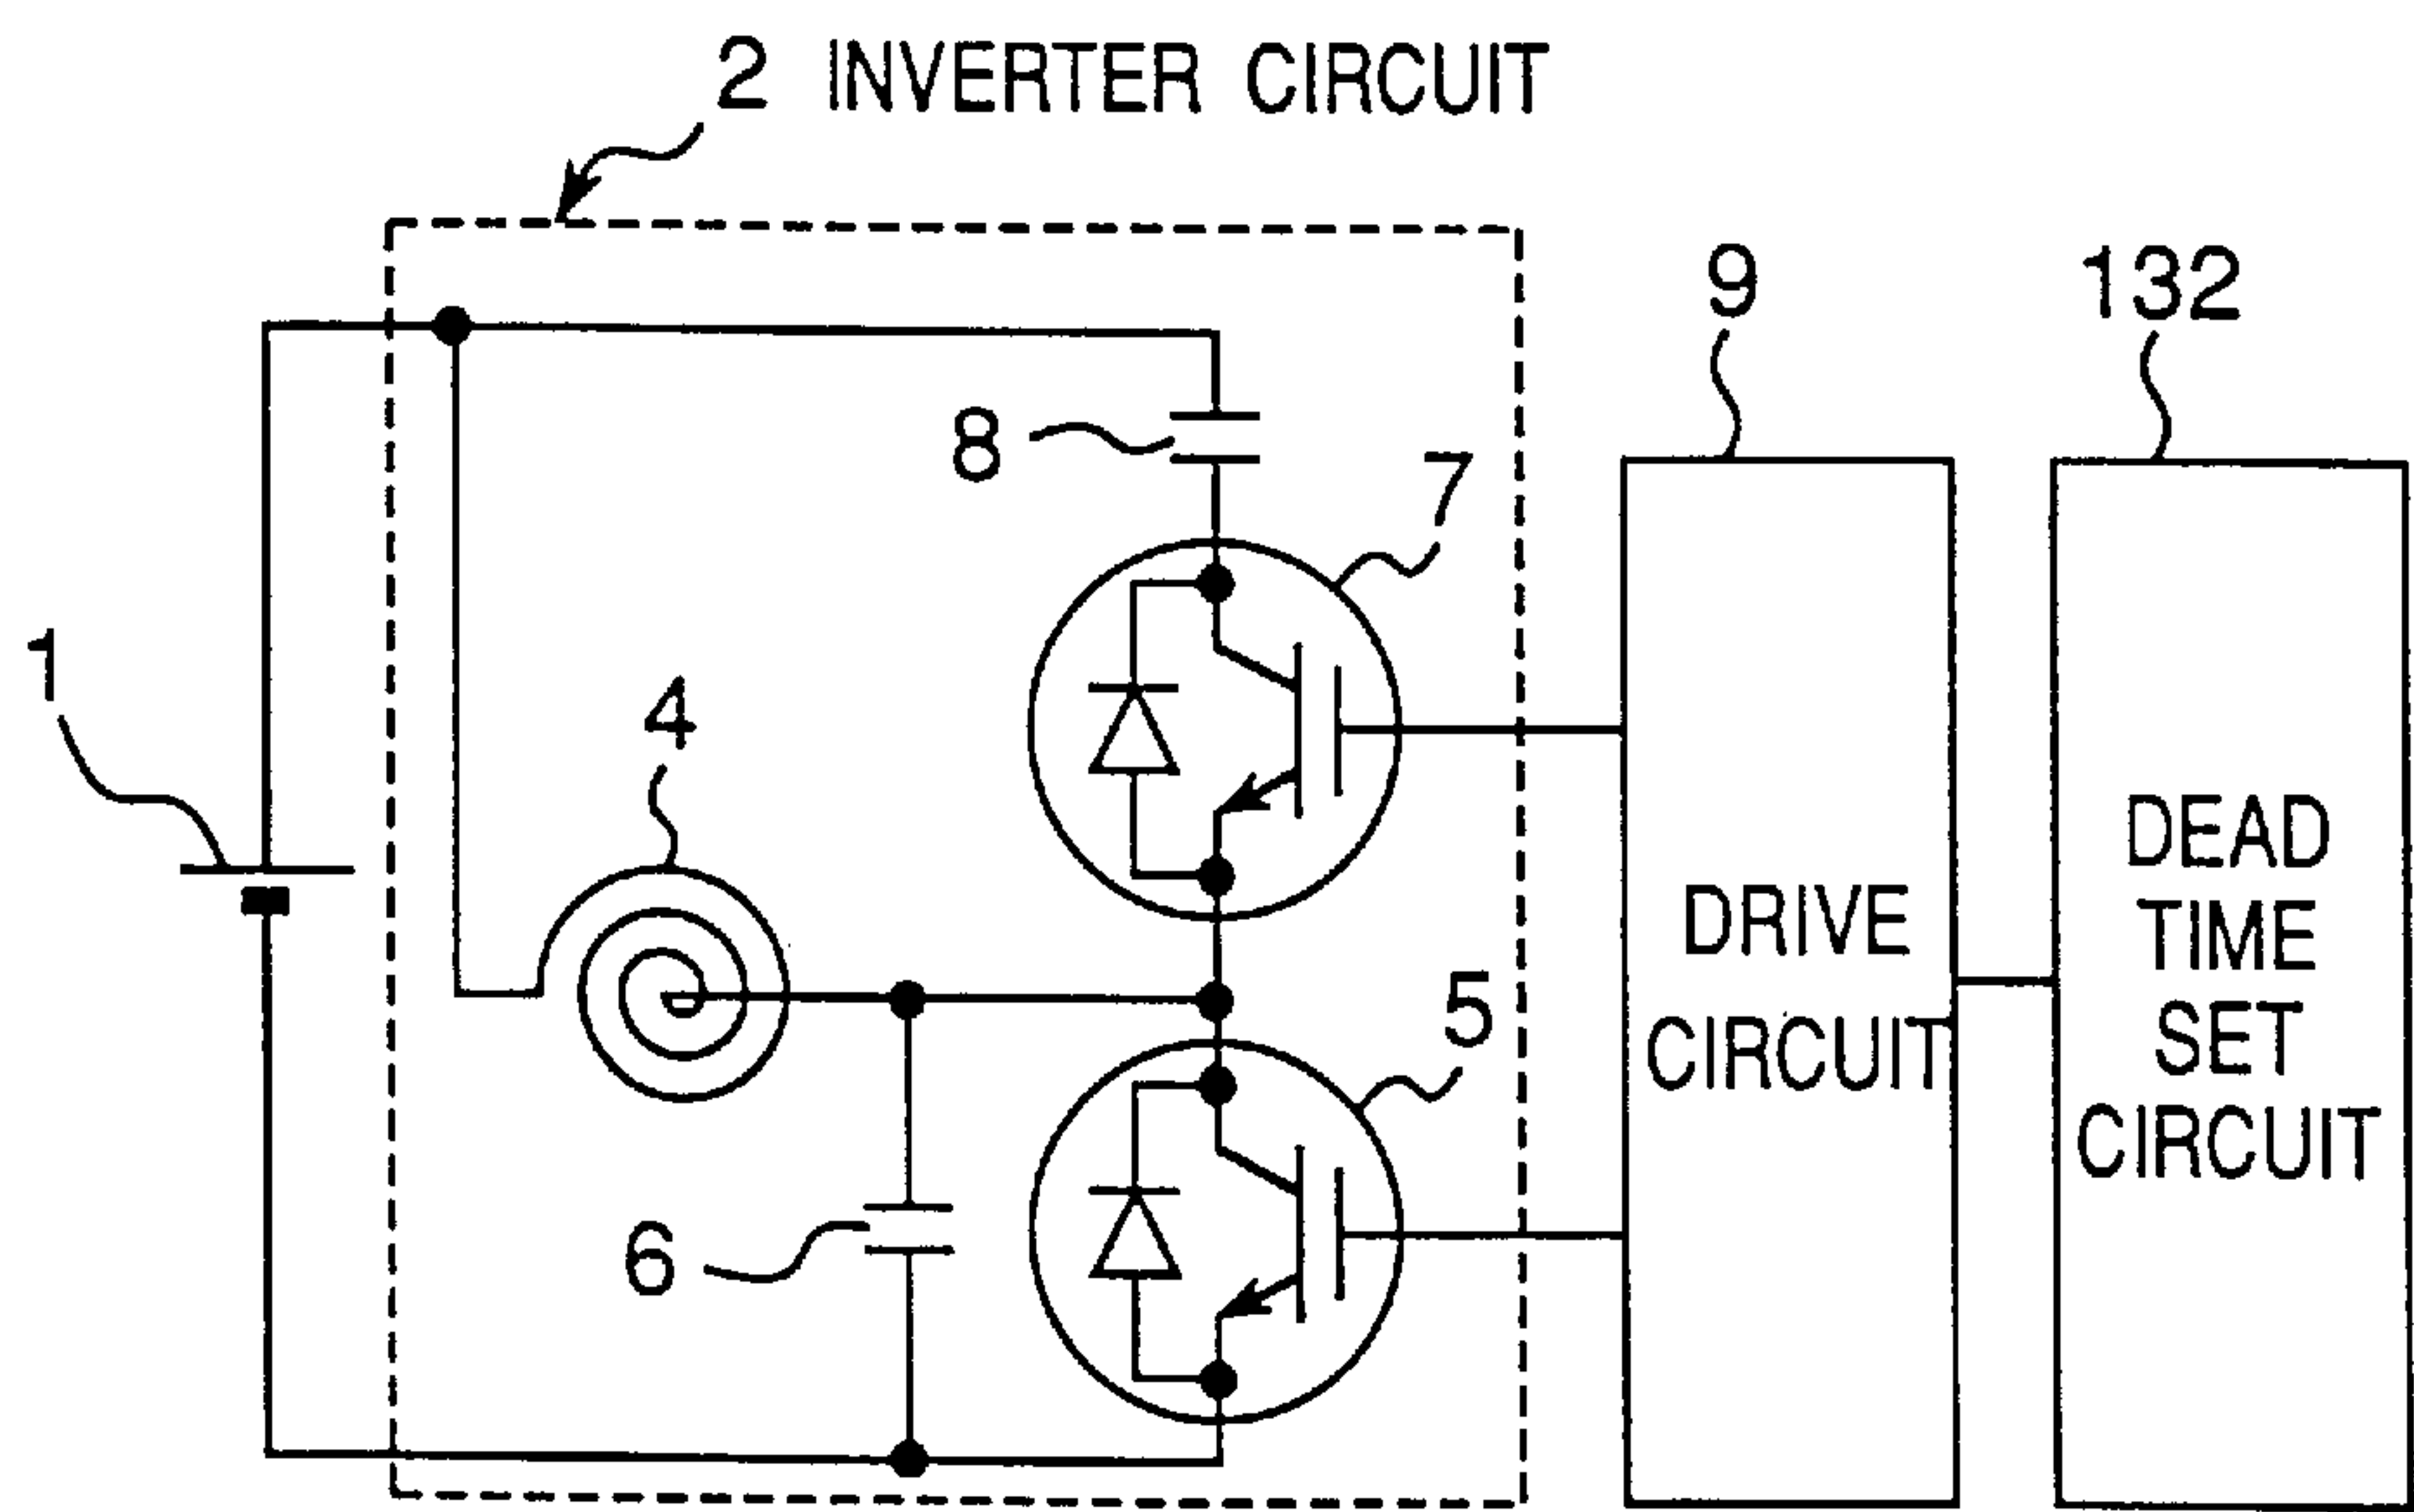 2 INVERTER CIRCUIT
9
132
8
7
1
4
5
6
DRIVE
CIRCUIT
DEAD
TIME
SET
CIRCUIT